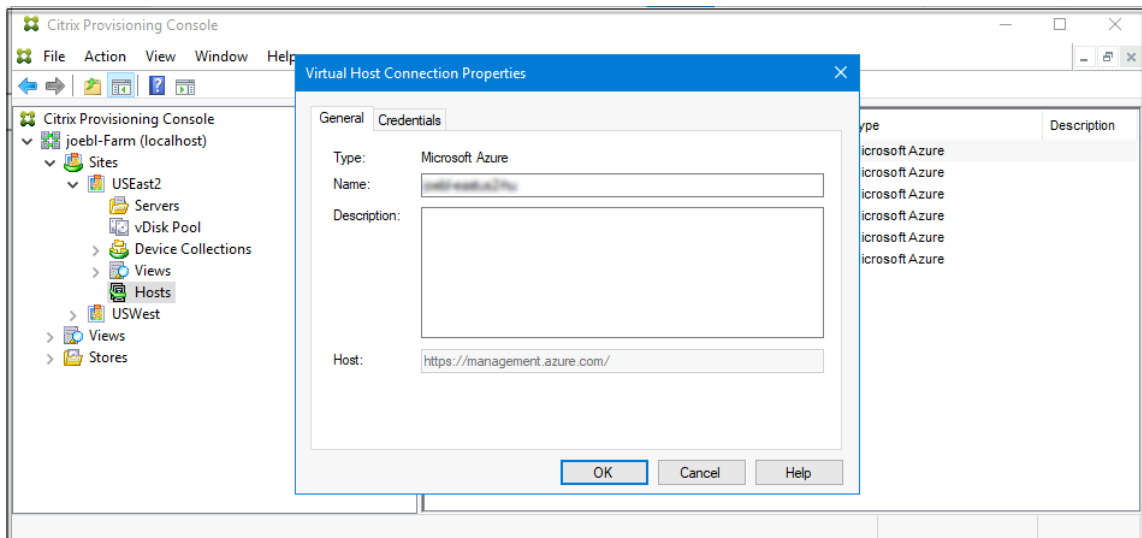 Citrix Provisioning Console
File Action View Window Help
Virtual Host Connection Properties
Citrix Provisioning Console
joebl-Farm (localhost)
Sites
USEast2
Servers
vDisk Pool
Device Collections
Views
Hosts
USWest
Views
Stores
General Credentials
Type: Microsoft Azure
Name:
Description:
Host: https://management.azure.com/
OK Cancel Help
ype Description
icrosoft Azure
icrosoft Azure
icrosoft Azure
icrosoft Azure
icrosoft Azure
icrosoft Azure